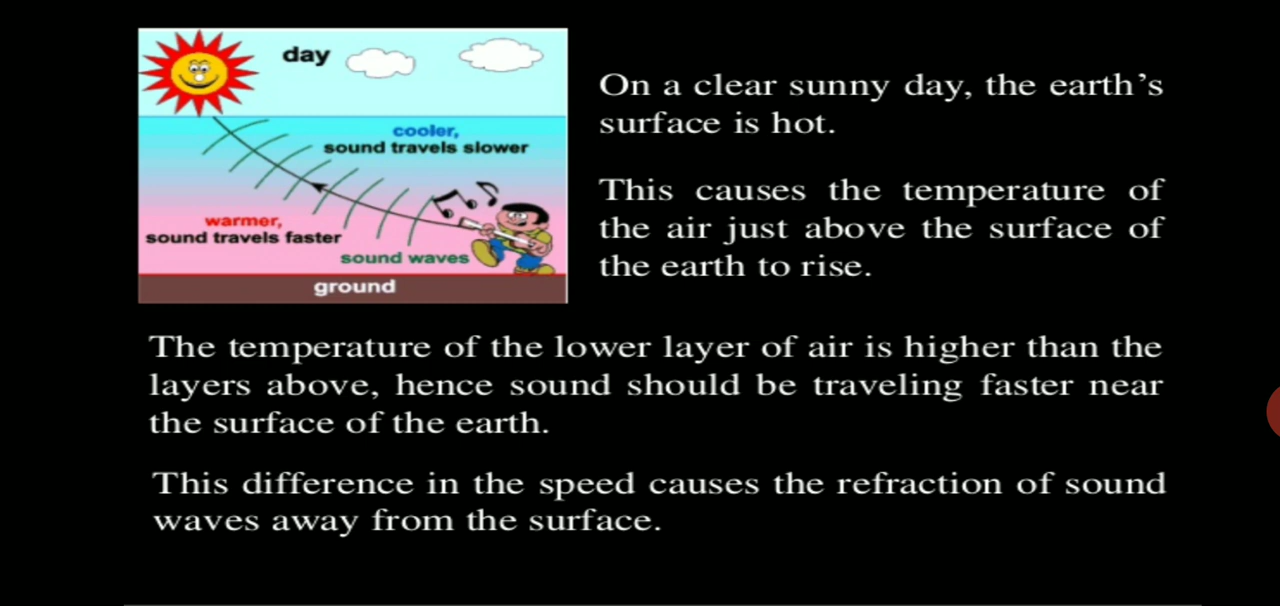 day
cooler,
sound travels slower
warmer,
sound travels faster
sound waves
ground
On a clear sunny day, the earth’s
surface is hot.
This causes the temperature of
the air just above the surface of
the earth to rise.
The temperature of the lower layer of air is higher than the
layers above, hence sound should be traveling faster near
the surface of the earth.
This difference in the speed causes the refraction of sound
waves away from the surface.